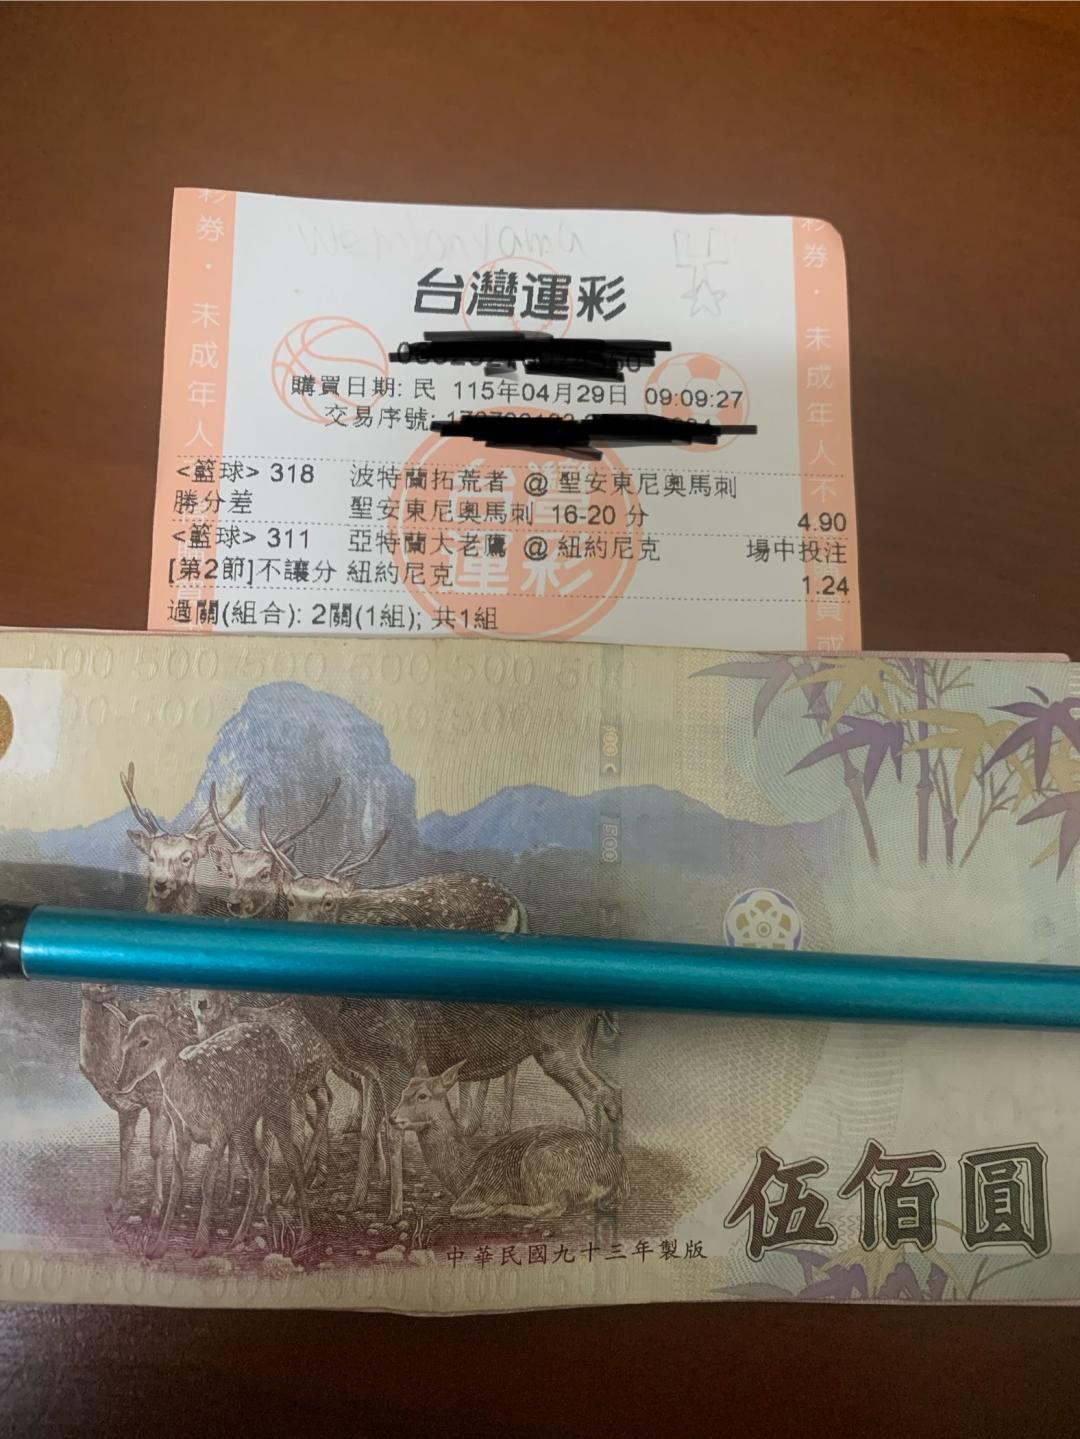 彩券・未成年人不
彩券・未成年人不
台灣運彩
購買日期: 民 115年04月29日 09:09:27
交易序號:
<籃球> 318 波特蘭拓荒者 @ 聖安東尼奧馬刺
勝分差 聖安東尼奧馬刺 16-20 分 4.90
<籃球> 311 亞特蘭大老鷹 @ 紐約尼克 場中投注
[第2節]不讓分 紐約尼克 1.24
過關(組合): 2關(1組); 共1組
台灣運彩
500 500 500 500 500
500
500
中華民國九十三年製版
伍佰圓